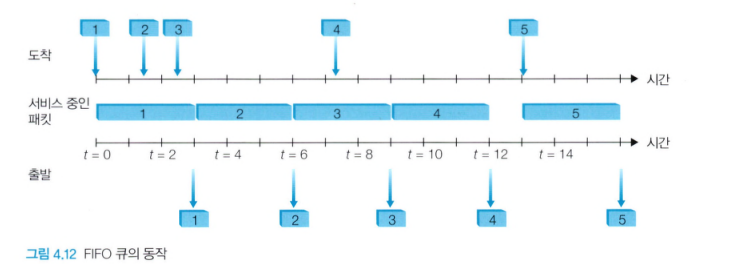 1 2 3 4 5
도착
시간
서비스 중인
패킷
1 2 3 4 5
시간
t = 0 t = 2 t = 4 t = 6 t = 8 t = 10 t = 12 t = 14
출발
1 2 3 4 5
그림 4.12 FIFO 큐의 동작